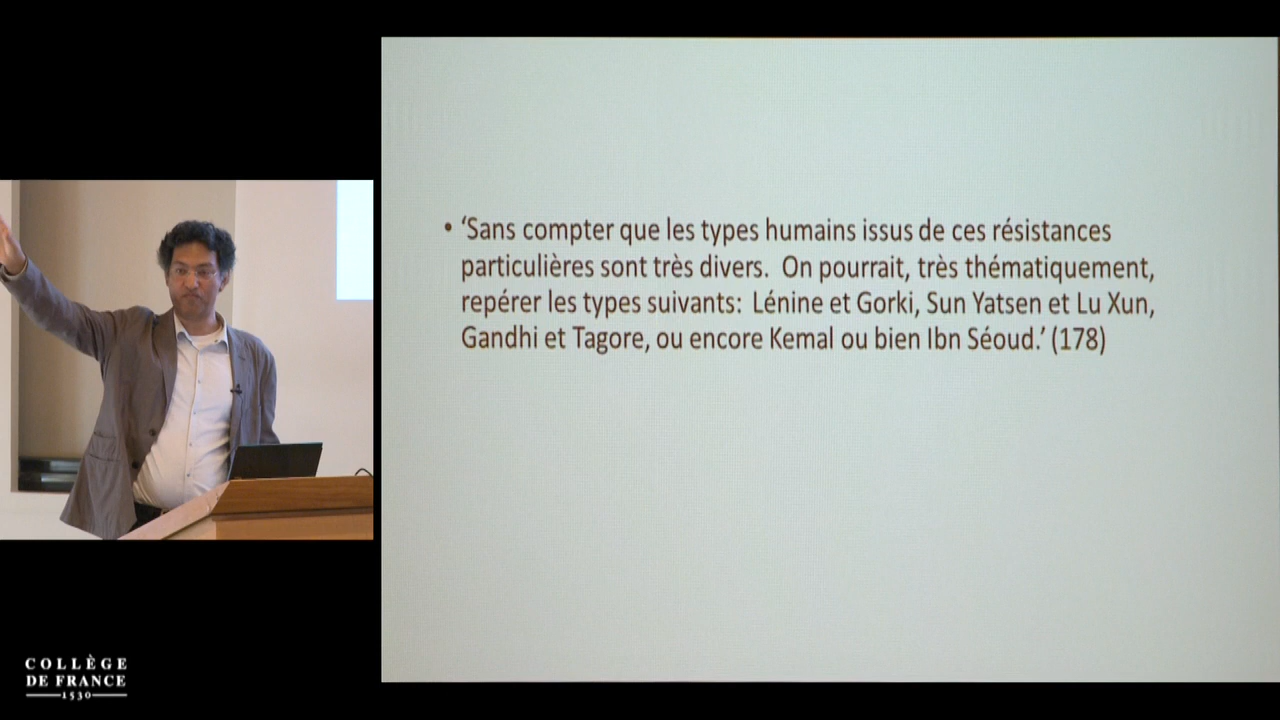 • ‘Sans compter que les types humains issus de ces résistances
particulières sont très divers.  On pourrait, très thématiquement,
repérer les types suivants:  Lénine et Gorki, Sun Yatsen et Lu Xun,
Gandhi et Tagore, ou encore Kemal ou bien Ibn Séoud.’ (178)
COLLÈGE
DE FRANCE
1530